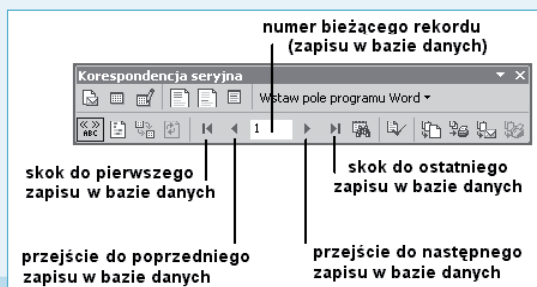 numer bieżącego rekordu
(zapisu w bazie danych)
Korespondencja seryjna
Wstaw pole programu Word
« »
ABC
1
skok do pierwszego
zapisu w bazie danych
skok do ostatniego
zapisu w bazie danych
przejście do poprzedniego
zapisu w bazie danych
przejście do następnego
zapisu w bazie danych